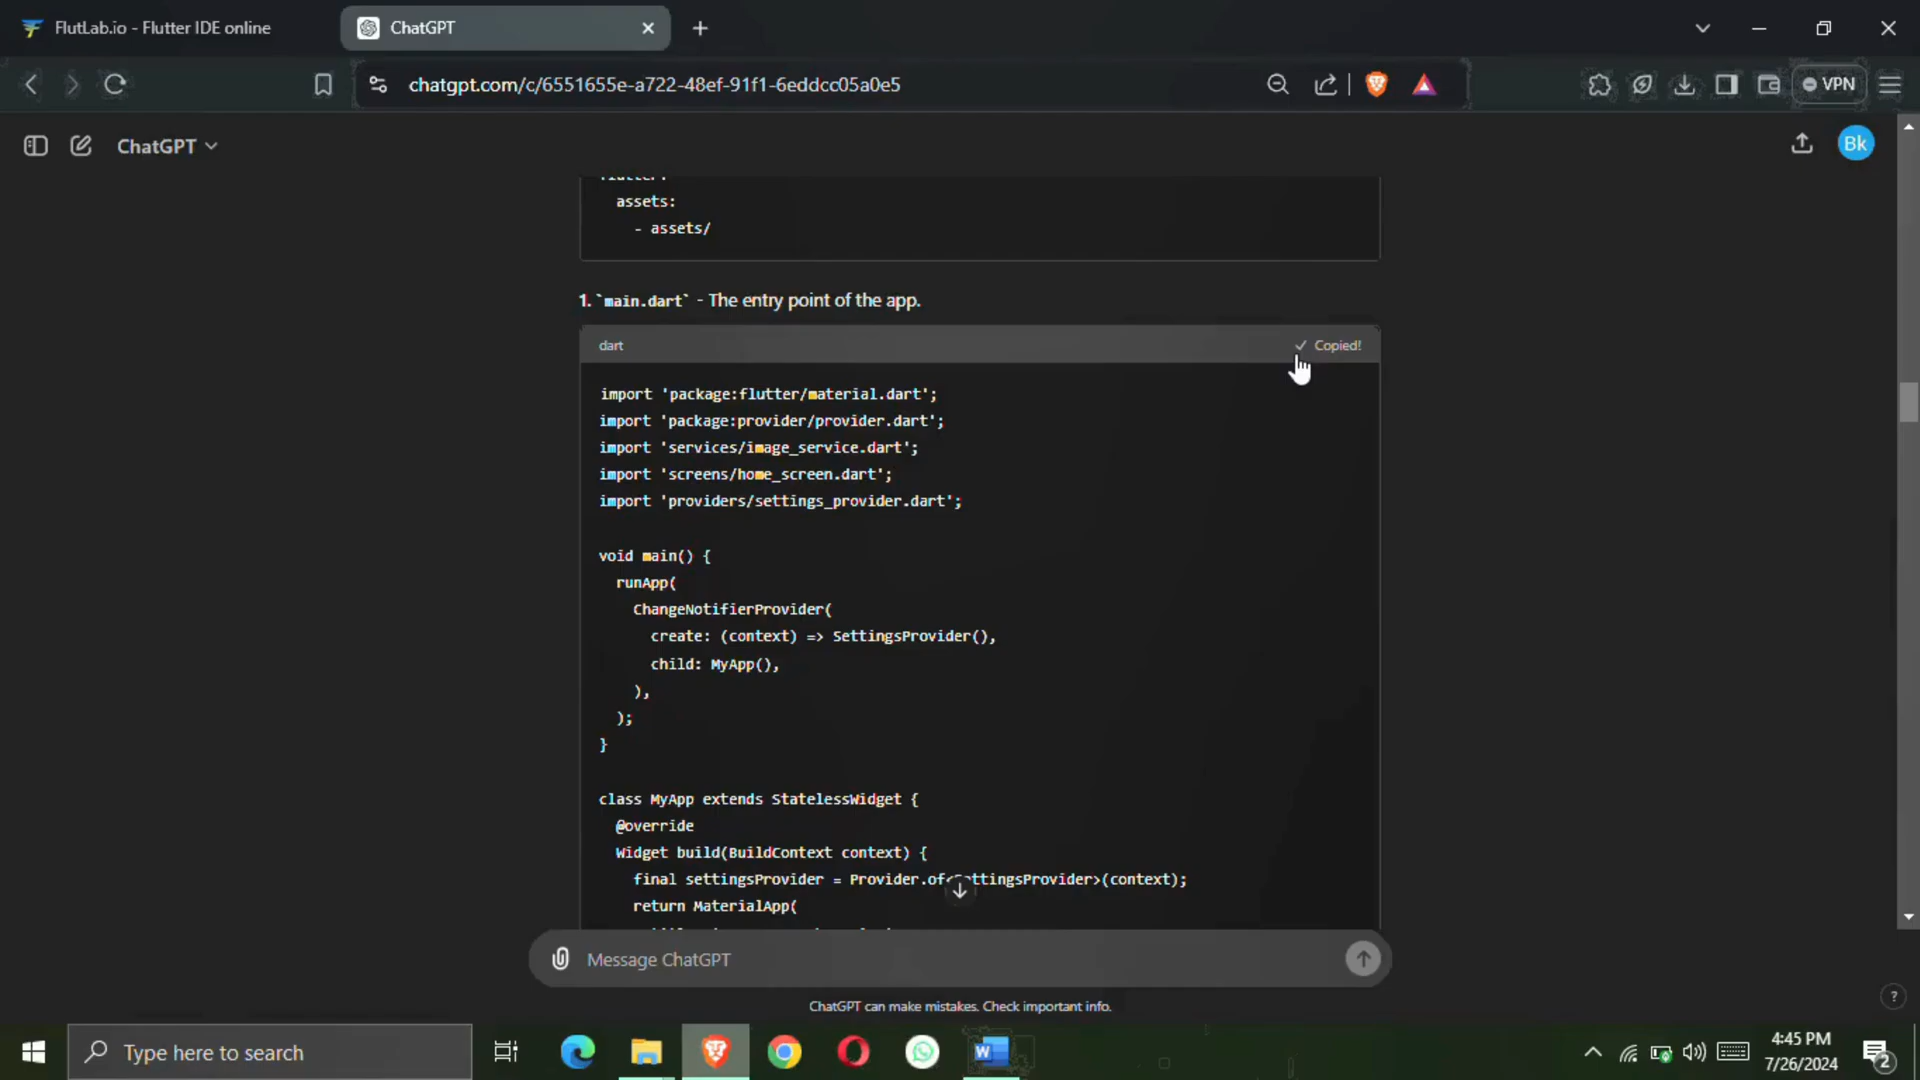 FlutLab.io - Flutter IDE online
ChatGPT
chatgpt.com/c/6551655e-a722-48ef-91f1-6eddcc05a0e5
VPN
ChatGPT
Bk
flutter:
assets:
- assets/
1. `main.dart` - The entry point of the app.
dart
Copied!
import 'package:flutter/material.dart';
import 'package:provider/provider.dart';
import 'services/image_service.dart';
import 'screens/home_screen.dart';
import 'providers/settings_provider.dart';
void main() {
runApp(
ChangeNotifierProvider(
create: (context) => SettingsProvider(),
child: MyApp(),
),
);
}
class MyApp extends StatelessWidget {
@override
Widget build(BuildContext context) {
final settingsProvider = Provider.of<SettingsProvider>(context);
return MaterialApp(
Message ChatGPT
ChatGPT can make mistakes. Check important info.
?
Type here to search
4:45 PM
7/26/2024
2